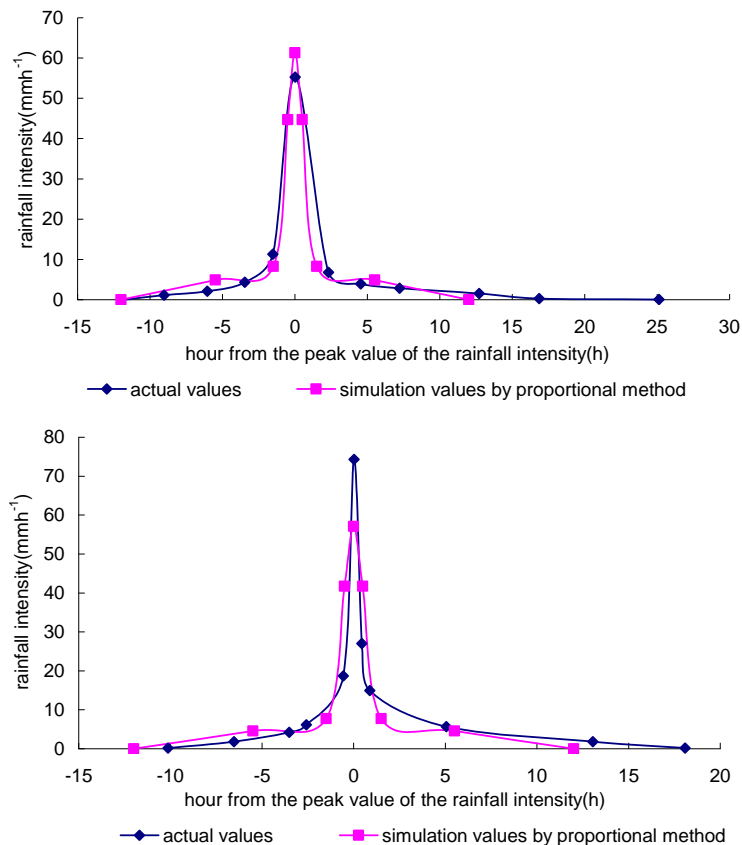 70
60
50
40
30
20
10
0
rainfall intensity(mmh-1)
-15 -10 -5 0 5 10 15 20 25 30
hour from the peak value of the rainfall intensity(h)
actual values simulation values by proportional method
80
70
60
50
40
30
20
10
0
rainfall intensity(mmh-1)
-15 -10 -5 0 5 10 15 20
hour from the peak value of the rainfall intensity(h)
actual values simulation values by proportional method